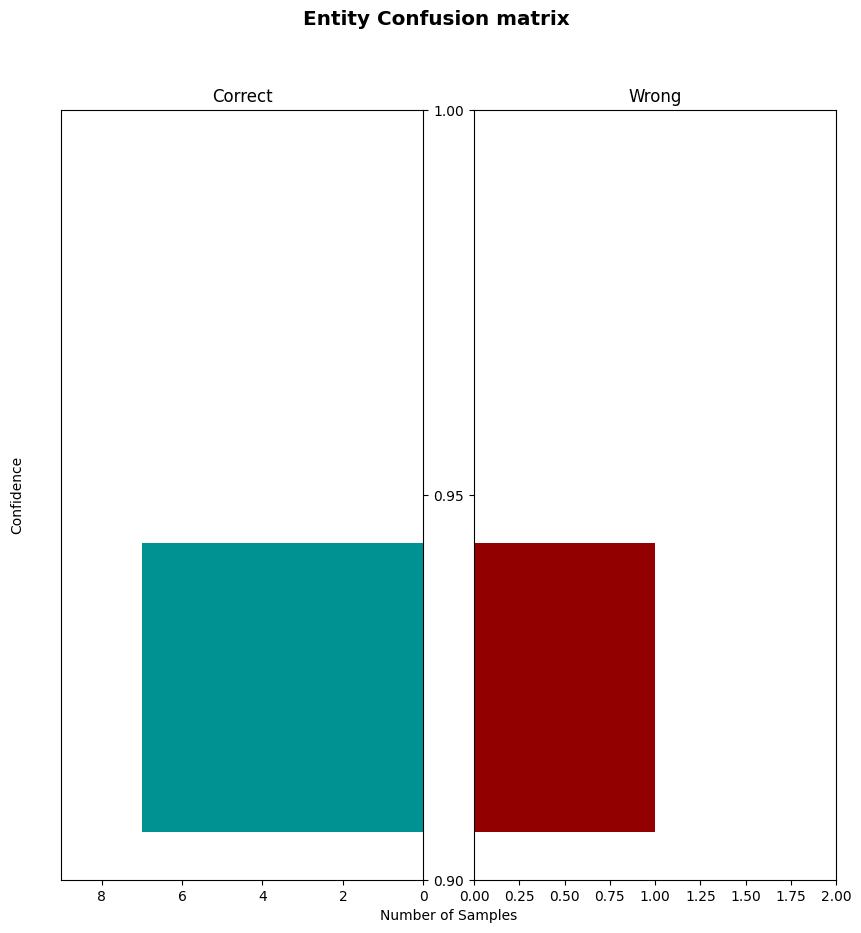 Entity Confusion matrix
Correct
Wrong
1.00
0.95
0.90
Confidence
8 6 4 2 0
0.00 0.25 0.50 0.75 1.00 1.25 1.50 1.75 2.00
Number of Samples